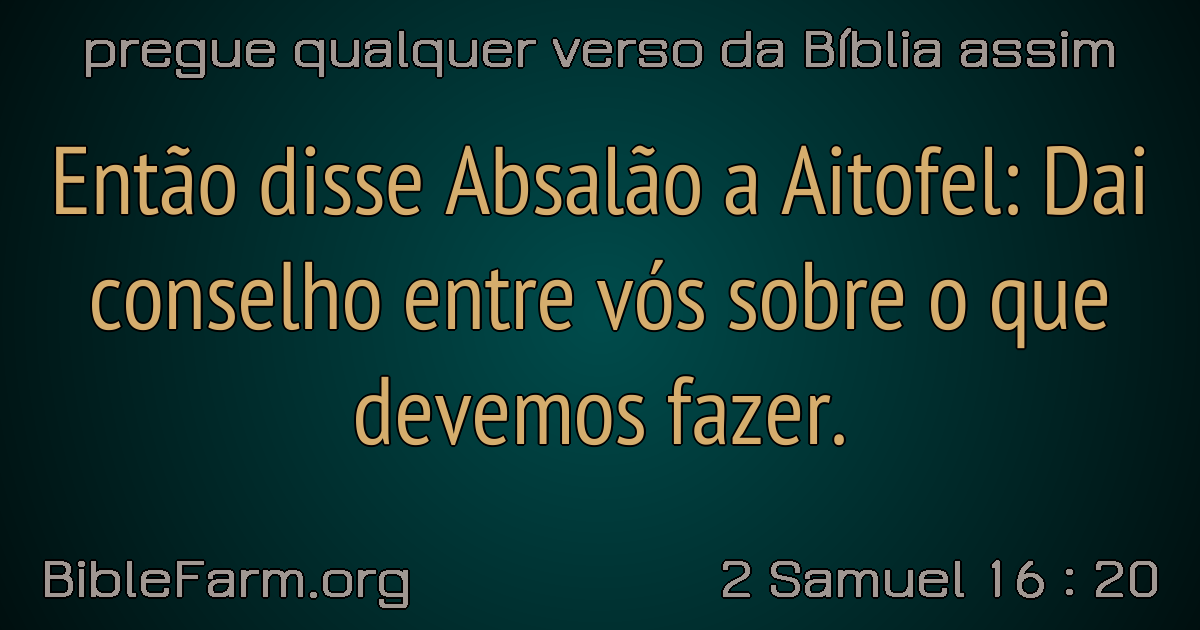 pregue qualquer verso da Bíblia assim
Então disse Absalão a Aitofel: Dai
conselho entre vós sobre o que
devemos fazer.
BibleFarm.org
2 Samuel 16 : 20